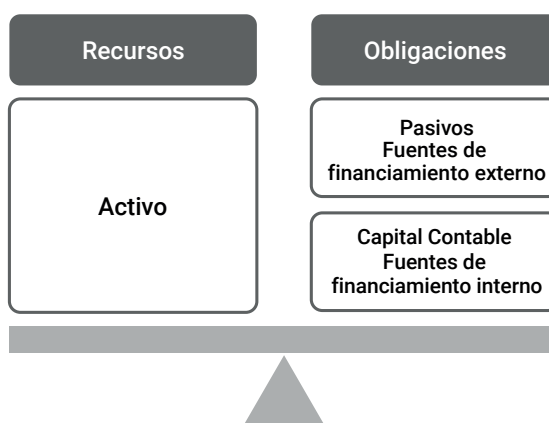 Recursos
Obligaciones
Activo
Pasivos
Fuentes de
financiamiento externo
Capital Contable
Fuentes de
financiamiento interno